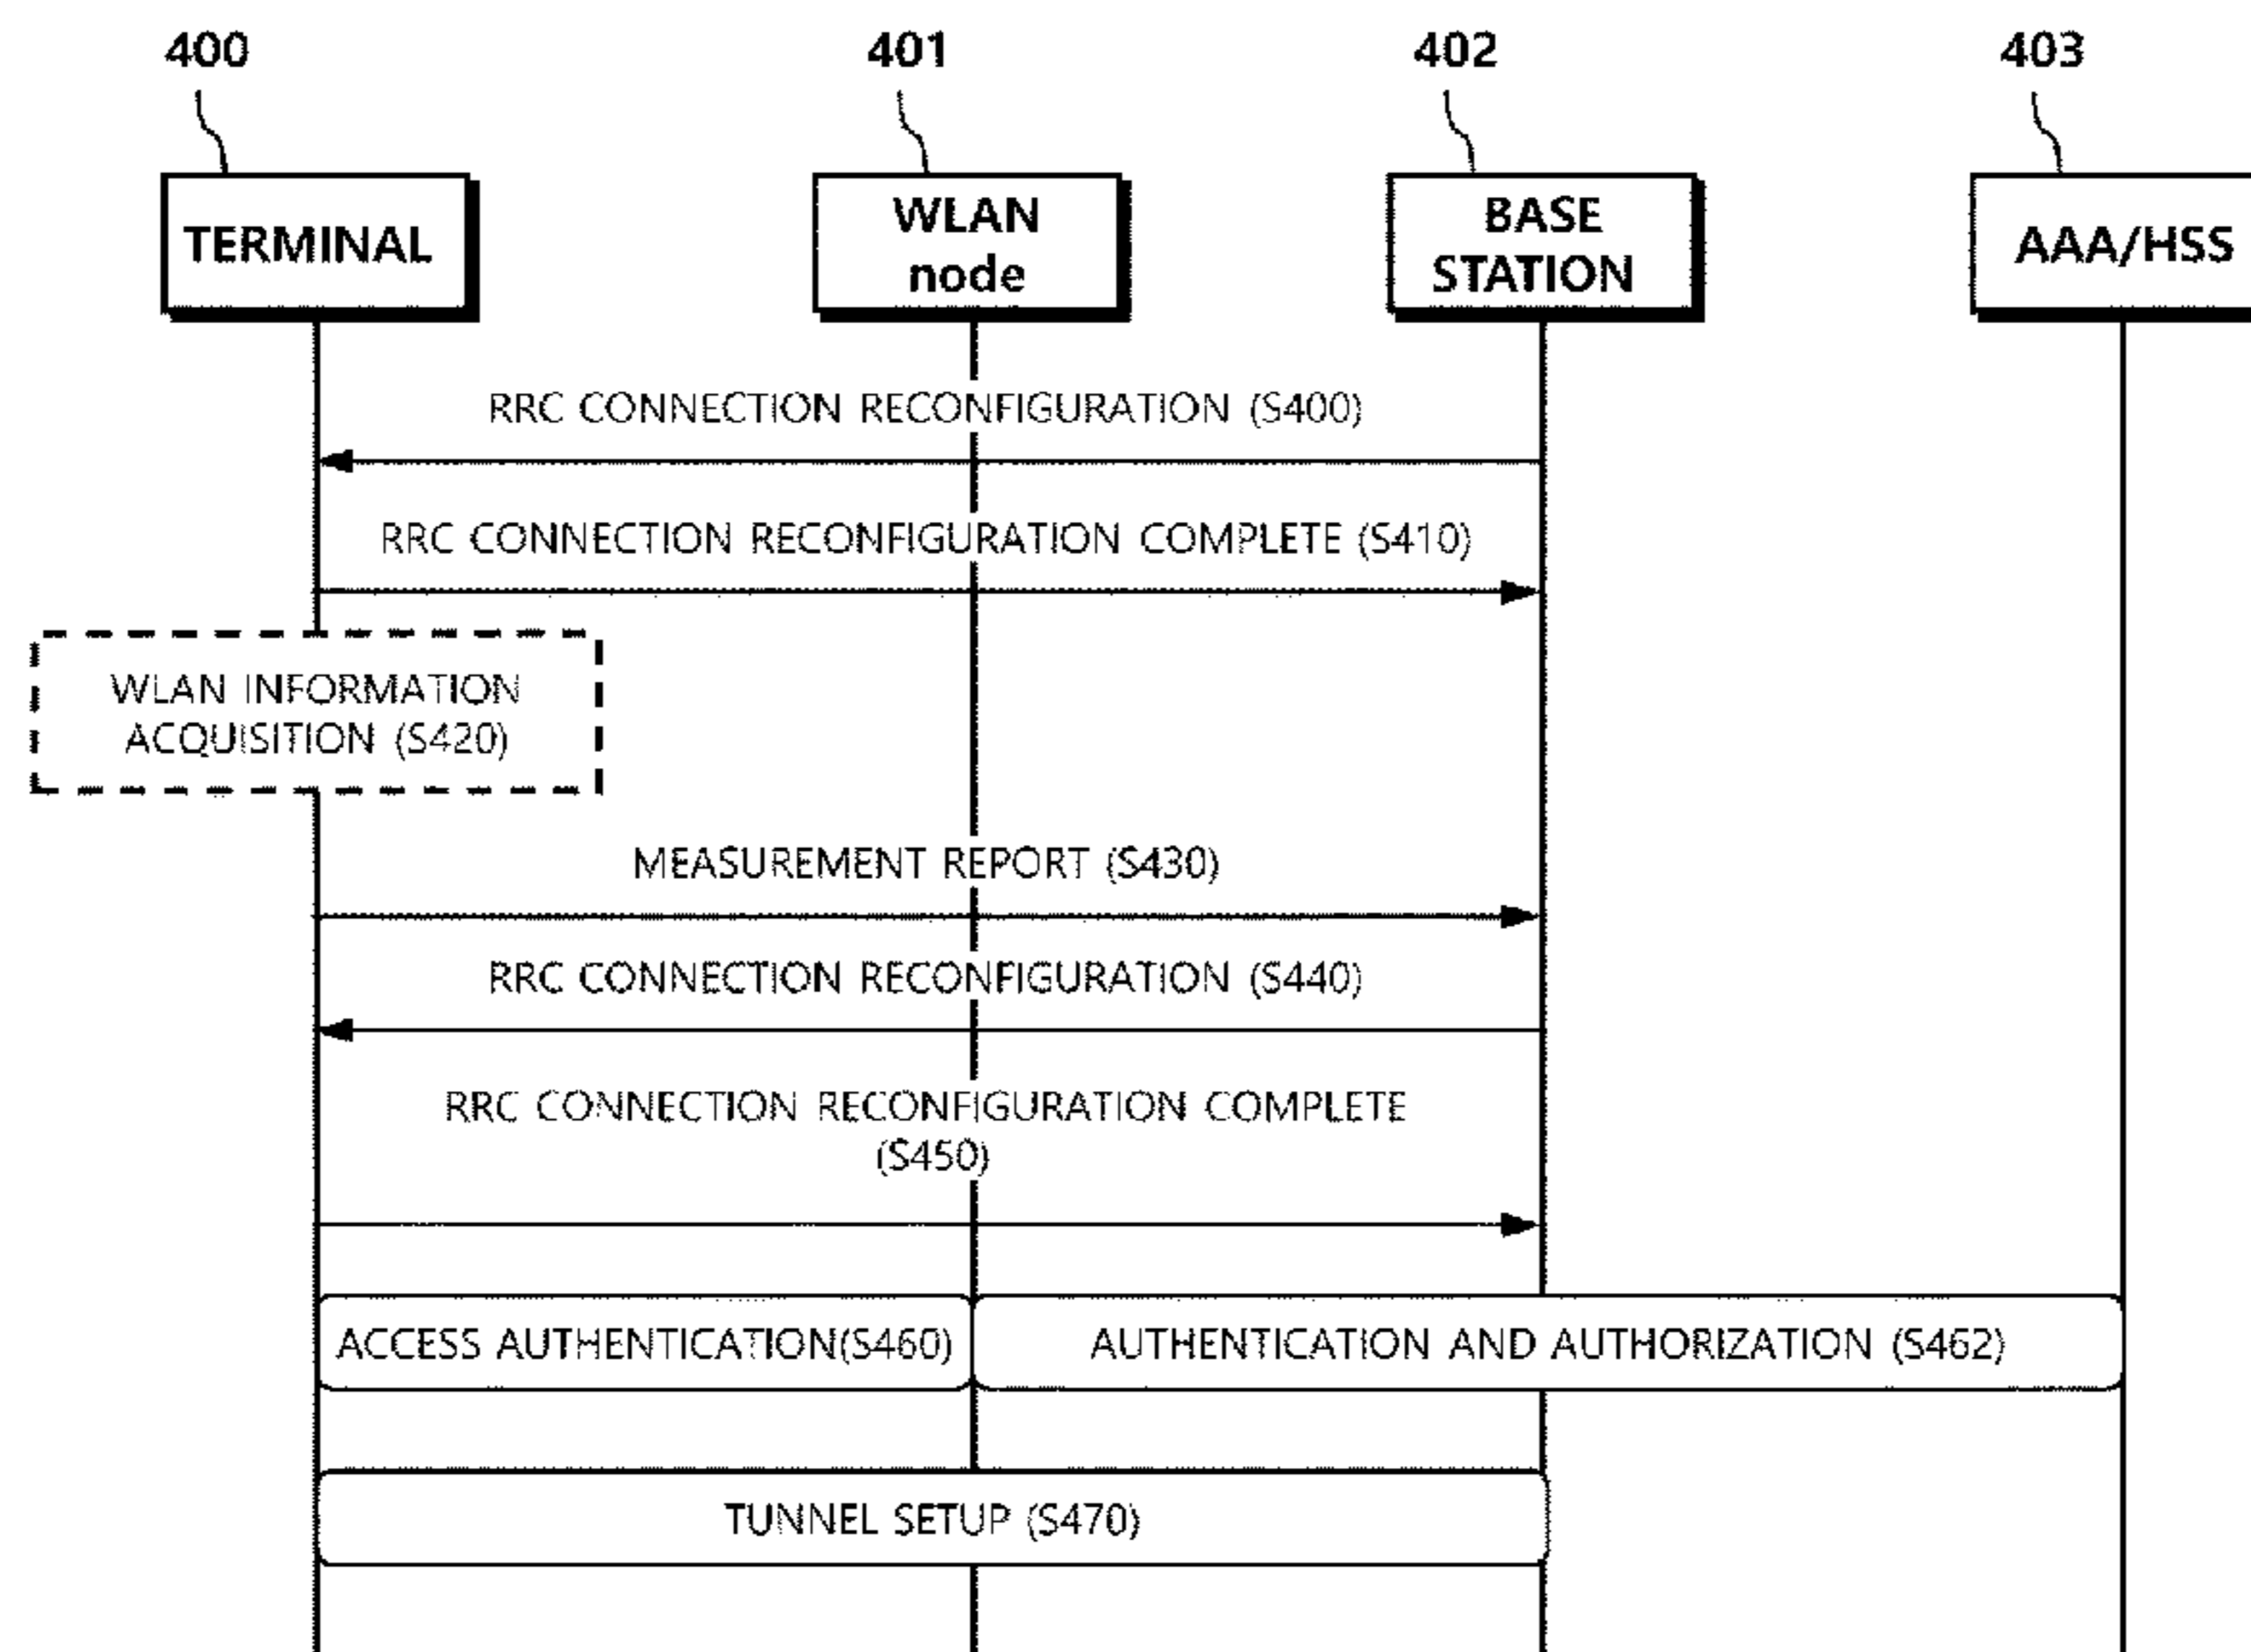 400
401
402
403
TERMINAL
WLAN
node
BASE
STATION
AAA/HSS
RRC CONNECTION RECONFIGURATION (S400)
RRC CONNECTION RECONFIGURATION COMPLETE (S410)
WLAN INFORMATION
ACQUISITION (S420)
MEASUREMENT REPORT (S430)
RRC CONNECTION RECONFIGURATION (S440)
RRC CONNECTION RECONFIGURATION COMPLETE
(S450)
ACCESS AUTHENTICATION(S460)
AUTHENTICATION AND AUTHORIZATION (S462)
TUNNEL SETUP (S470)